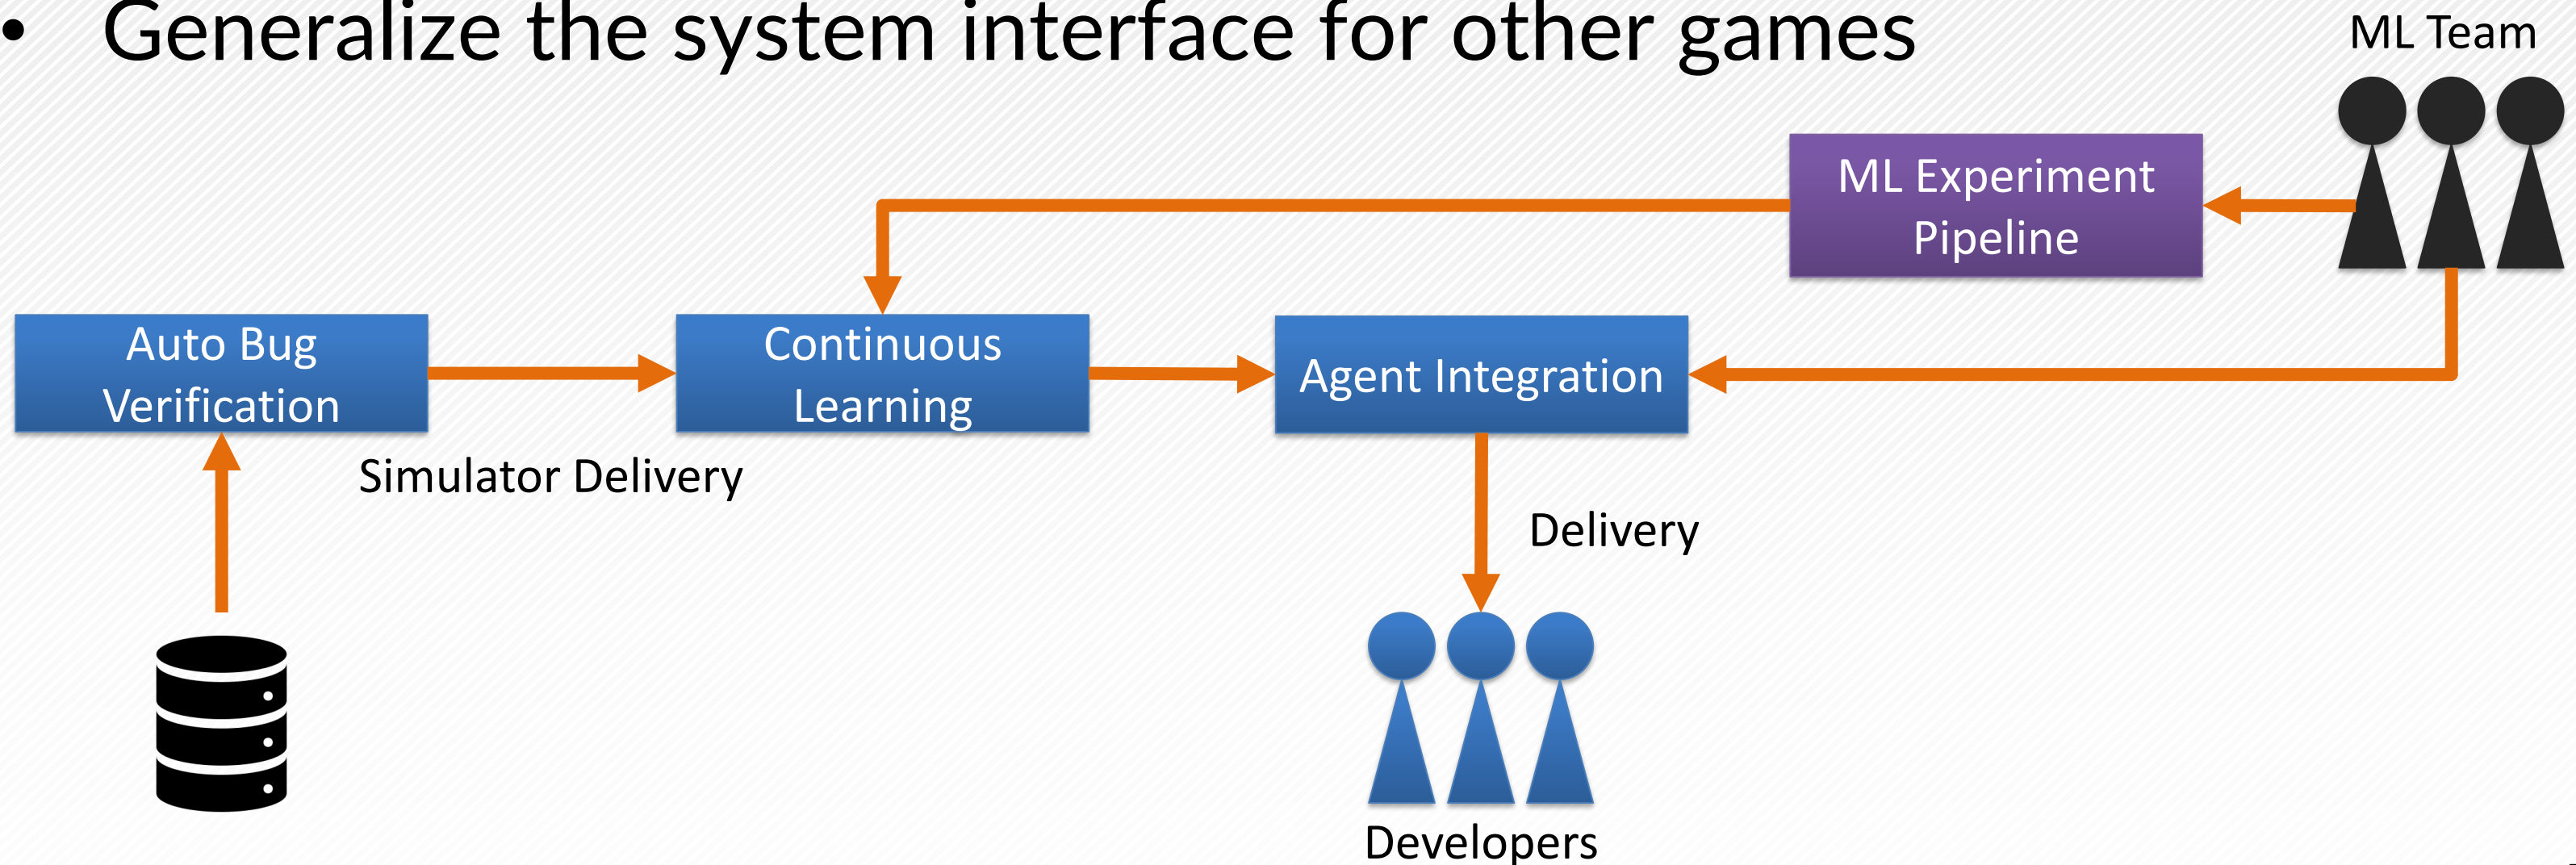 • Generalize the system interface for other games
ML Team
ML Experiment
Pipeline
Auto Bug
Verification
Continuous
Learning
Agent Integration
Simulator Delivery
Delivery
Developers